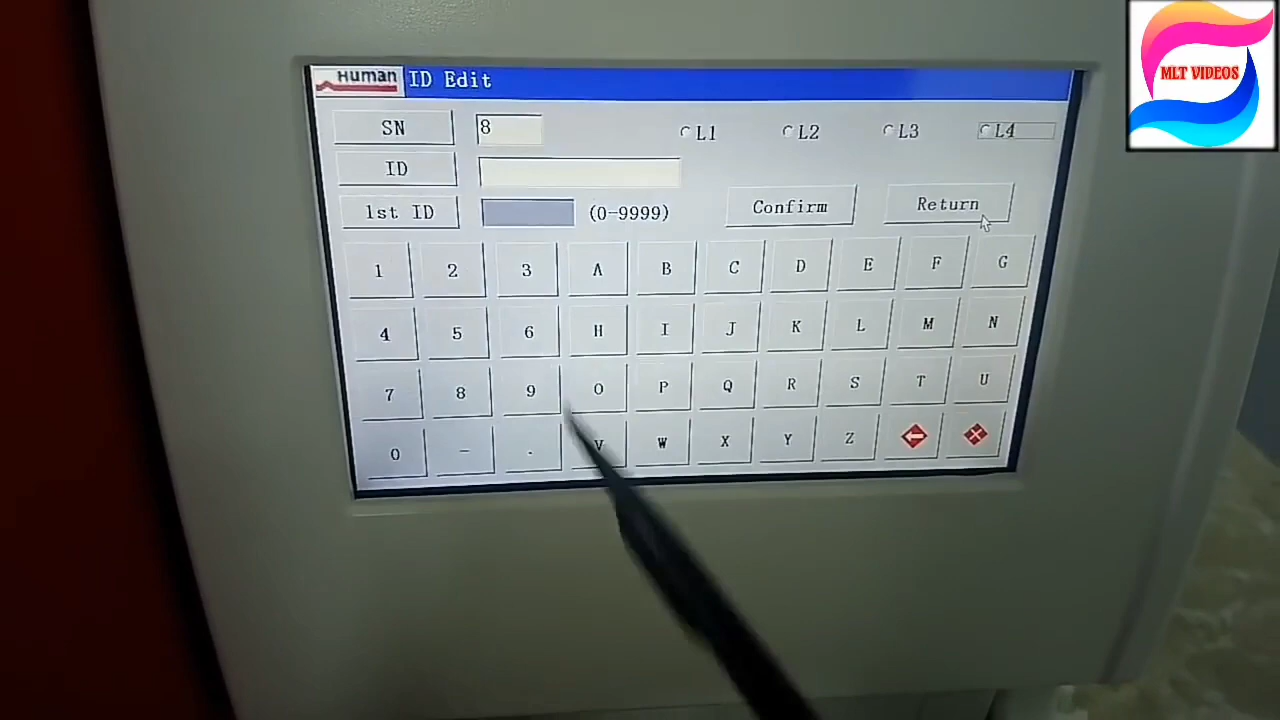 Human ID Edit
SN 8 L1 L2 L3 L4
ID
1st ID (0-9999) Confirm Return
1 2 3 A B C D E F G
4 5 6 H I J K L M N
7 8 9 O P Q R S T U
0 - . V W X Y Z
MLT VIDEOS